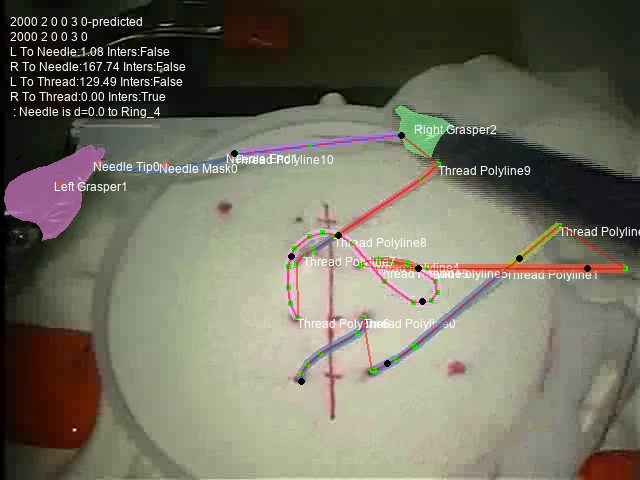 2000 2 0 0 3 0-predicted
2000 2 0 0 3 0
L To Needle:1.08 Inters:False
R To Needle:167.74 Inters:False
L To Thread:129.49 Inters:False
R To Thread:0.00 Inters:True
: Needle is d=0.0 to Ring_4
Right Grasper2
Needle Tip0
Needle Mask0
Thread Polyline10
Thread Polyline9
Left Grasper1
Thread Polyline
Thread Polyline8
Thread Polyline
Thread Polyline0